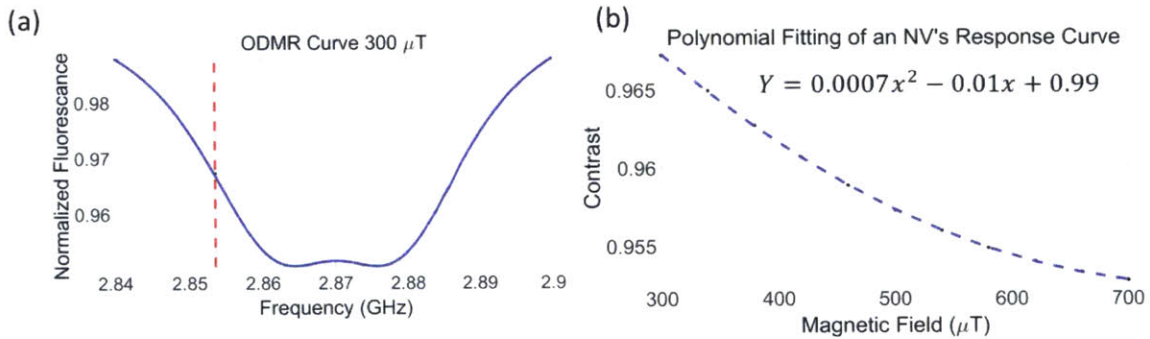 (a)
ODMR Curve 300 μT
Normalized Fluorescance
0.98
0.97
0.96
2.84 2.85 2.86 2.87 2.88 2.89 2.9
Frequency (GHz)
(b)
Polynomial Fitting of an NV's Response Curve
Y = 0.0007x² − 0.01x + 0.99
Contrast
0.965
0.96
0.955
300 400 500 600 700
Magnetic Field (μT)